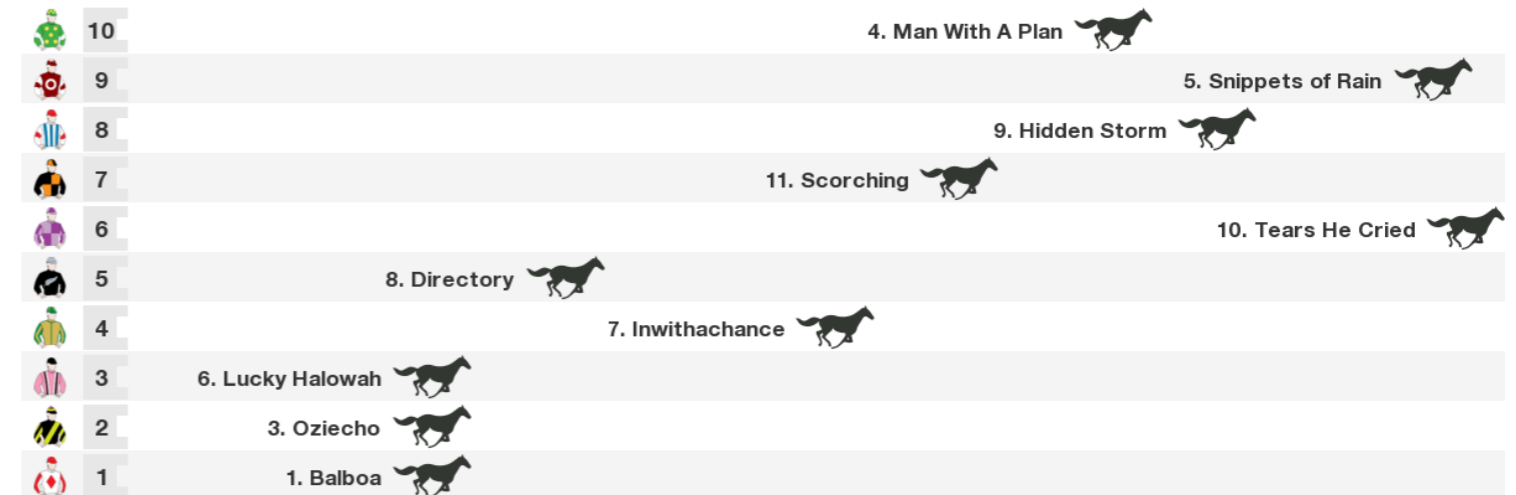 10 4. Man With A Plan
9 5. Snippets of Rain
8 9. Hidden Storm
7 11. Scorching
6 10. Tears He Cried
5 8. Directory
4 7. Inwithachance
3 6. Lucky Halowah
2 3. Oziecho
1 1. Balboa